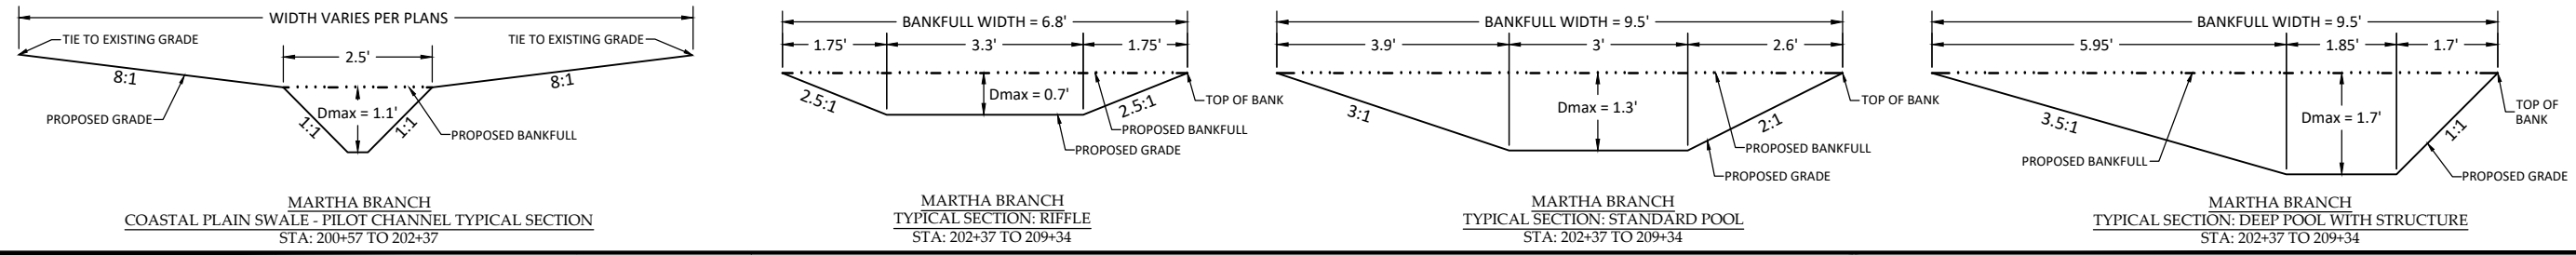 WIDTH VARIES PER PLANS
TIE TO EXISTING GRADE
TIE TO EXISTING GRADE
2.5'
8:1
8:1
Dmax = 1.1'
1:1
1:1
PROPOSED GRADE
PROPOSED BANKFULL
MARTHA BRANCH
COASTAL PLAIN SWALE - PILOT CHANNEL TYPICAL SECTION
STA: 200+57 TO 202+37
BANKFULL WIDTH = 6.8'
1.75'
3.3'
1.75'
2.5:1
Dmax = 0.7'
2.5:1
TOP OF BANK
PROPOSED BANKFULL
PROPOSED GRADE
MARTHA BRANCH
TYPICAL SECTION: RIFFLE
STA: 202+37 TO 209+34
BANKFULL WIDTH = 9.5'
3.9'
3'
2.6'
3:1
Dmax = 1.3'
2:1
TOP OF BANK
PROPOSED BANKFULL
PROPOSED GRADE
MARTHA BRANCH
TYPICAL SECTION: STANDARD POOL
STA: 202+37 TO 209+34
BANKFULL WIDTH = 9.5'
5.95'
1.85'
1.7'
3.5:1
Dmax = 1.7'
1:1
TOP OF
BANK
PROPOSED BANKFULL
PROPOSED GRADE
MARTHA BRANCH
TYPICAL SECTION: DEEP POOL WITH STRUCTURE
STA: 202+37 TO 209+34